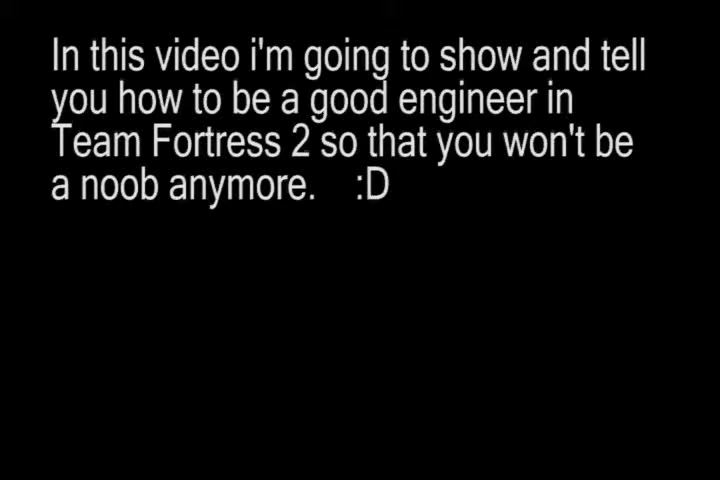 In this video i'm going to show and tell
you how to be a good engineer in
Team Fortress 2 so that you won't be
a noob anymore. :D